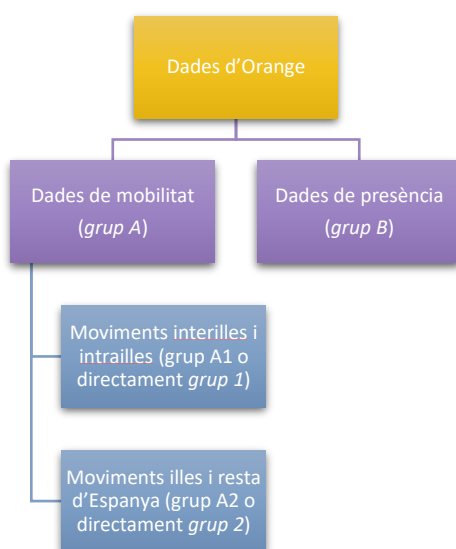 Dades d'Orange
Dades de mobilitat
(grup A)
Dades de presència
(grup B)
Moviments interilles i
intrailles (grup A1 o
directament grup 1)
Moviments illes i resta
d'Espanya (grup A2 o
directament grup 2)